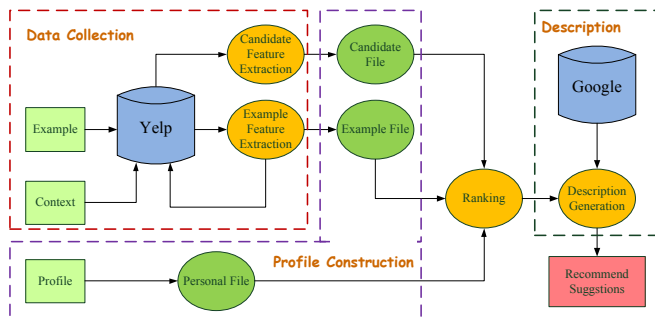 Data Collection
Candidate
Feature
Extraction
Candidate
File
Description
Google
Example
Yelp
Example
Feature
Extraction
Example File
Context
Ranking
Description
Generation
Profile Construction
Profile
Personal File
Recommend
Suggstions